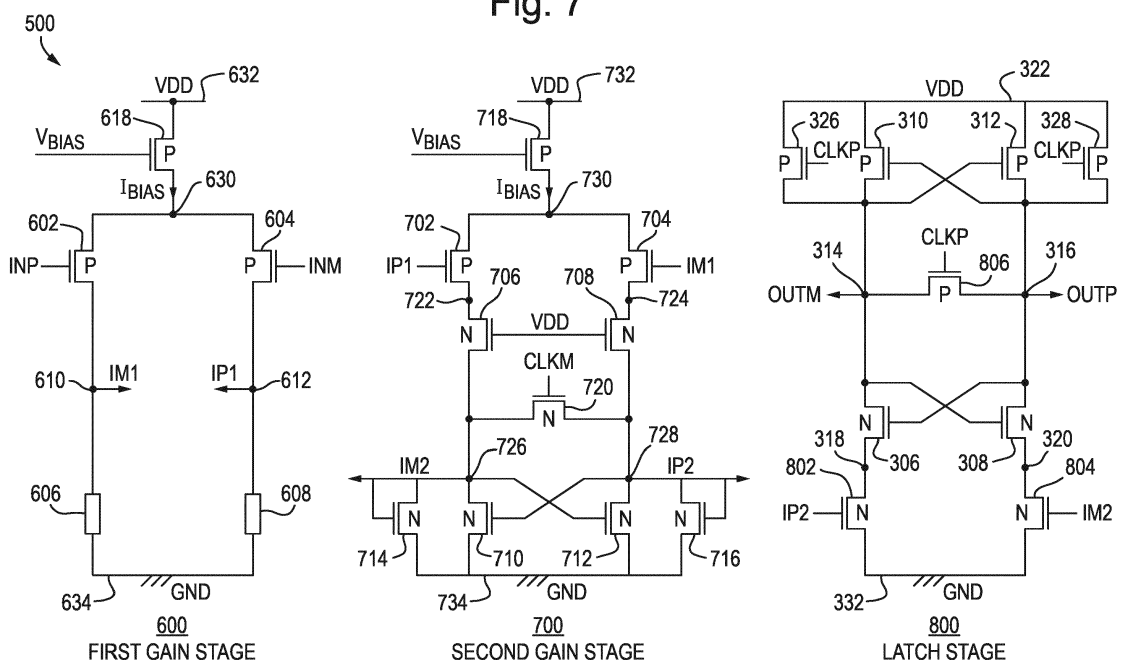 Fig. 7
500
VDD
632
618
VBIAS
P
IBIAS
630
602
604
INP
P
P
INM
610
IM1
IP1
612
606
608
634
GND
600
FIRST GAIN STAGE
VDD
732
718
VBIAS
P
IBIAS
730
702
704
IP1
P
P
IM1
706
708
722
724
N
VDD
N
CLKM
720
N
726
728
IM2
IP2
N
N
N
N
714
710
712
716
734
GND
700
SECOND GAIN STAGE
322
VDD
326
310
312
328
P
CLKP
P
P
CLKP
P
CLKP
314
316
806
OUTM
P
OUTP
N
N
318
306
308
320
802
804
IP2
N
N
IM2
332
GND
800
LATCH STAGE